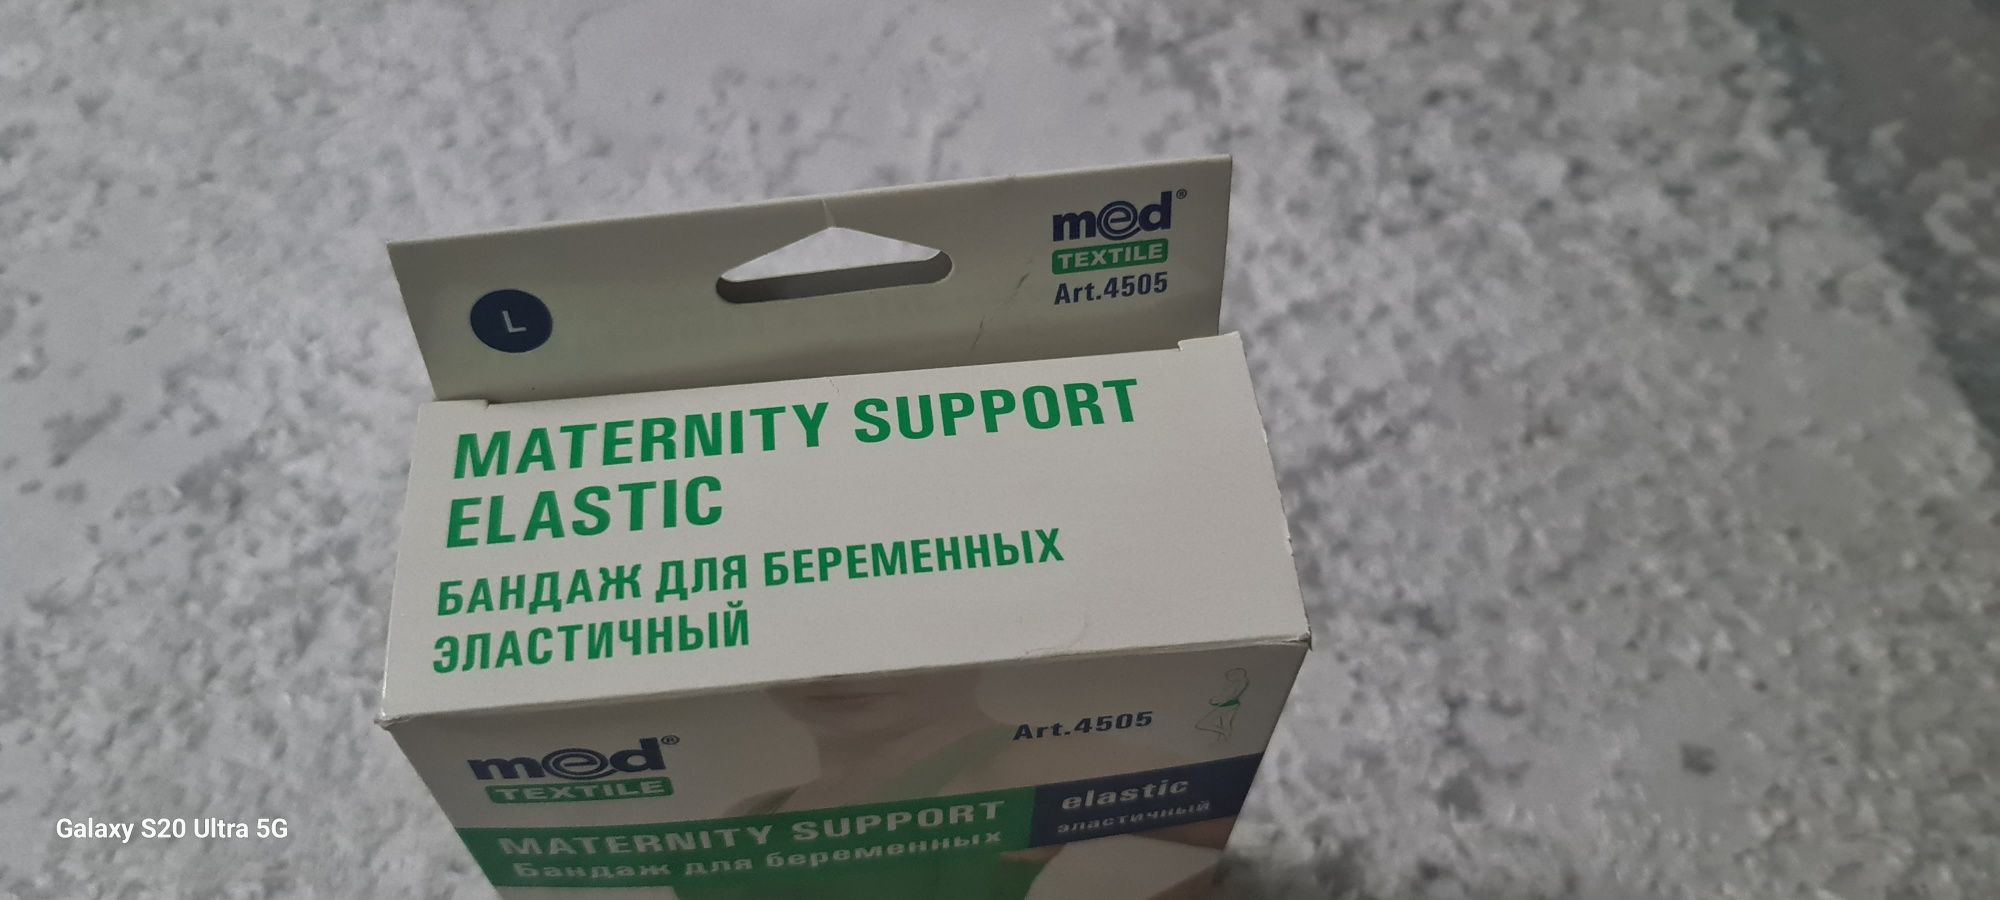 med®
TEXTILE
Art.4505
L
MATERNITY SUPPORT
ELASTIC
БАНДАЖ ДЛЯ БЕРЕМЕННЫХ
ЭЛАСТИЧНЫЙ
med®
TEXTILE
Art.4505
MATERNITY SUPPORT
Бандаж для беременных
elastic
эластичный
Galaxy S20 Ultra 5G